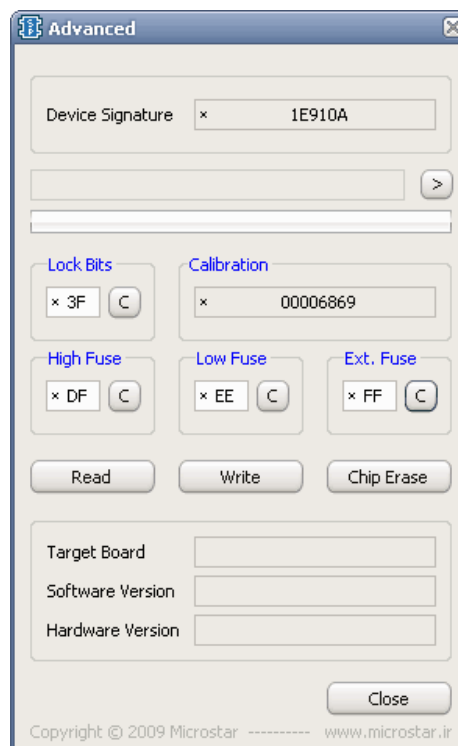 Advanced
Device Signature × 1E910A
>
Lock Bits Calibration
× 3F C × 00006869
High Fuse Low Fuse Ext. Fuse
× DF C × EE C × FF C
Read Write Chip Erase
Target Board
Software Version
Hardware Version
Close
Copyright © 2009 Microstar ---------- www.microstar.ir